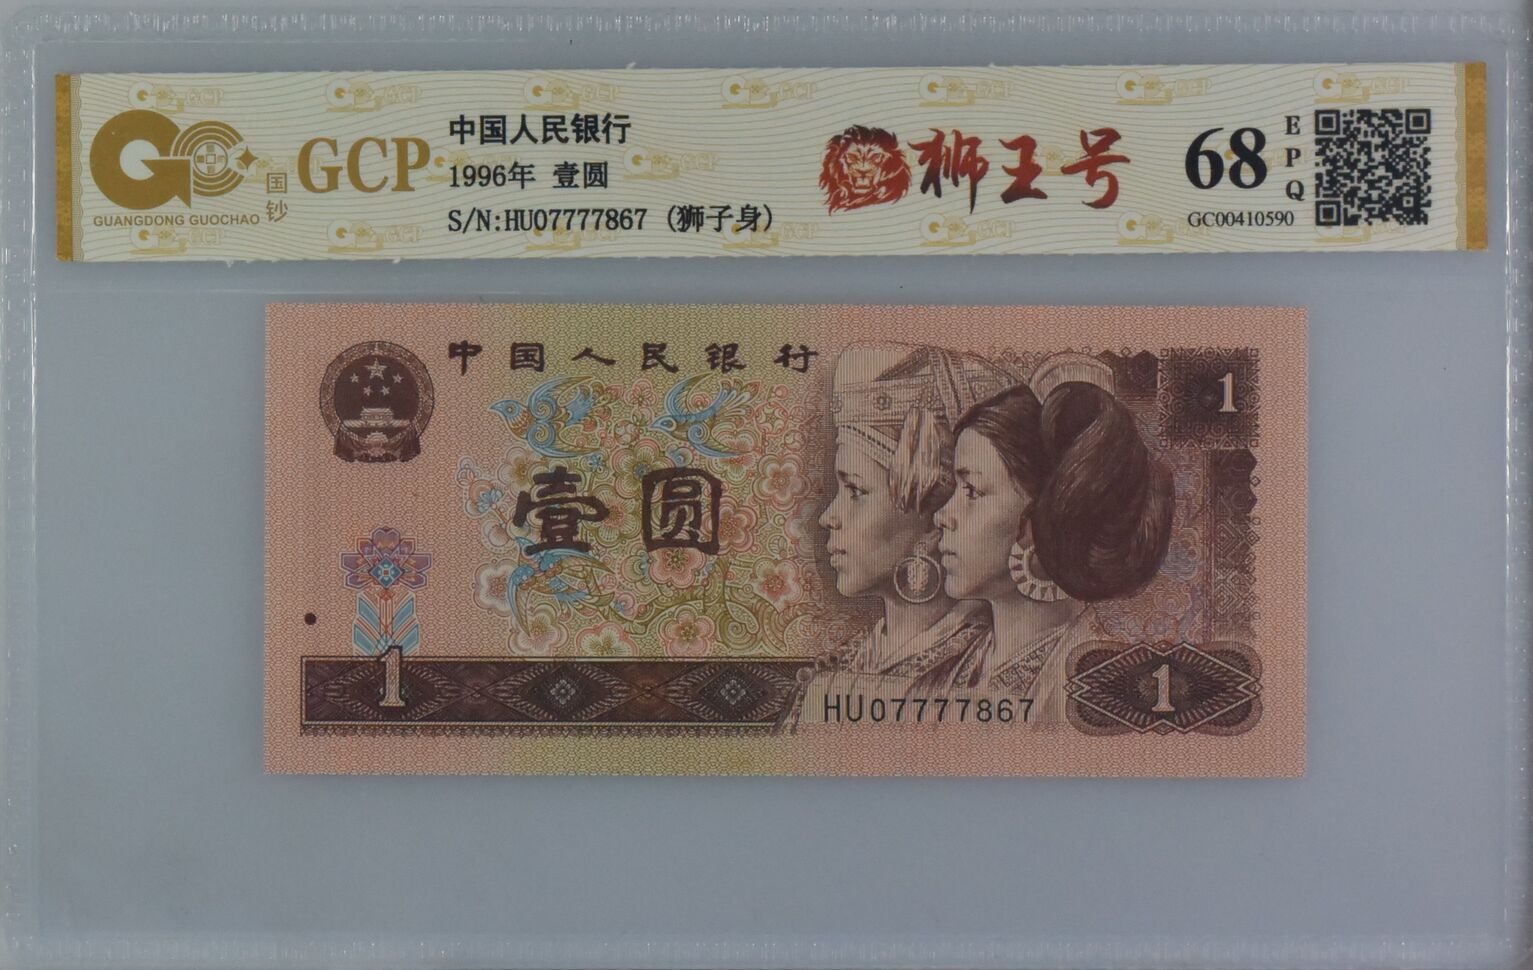 GCP
GUANGDONG GUOCHAO
国钞
中国人民银行
1996年 壹圆
S/N:HU07777867 (狮子身)
狮王号
68
EPQ
GC00410590
中国人民银行
1
壹圆
1
HU07777867
1